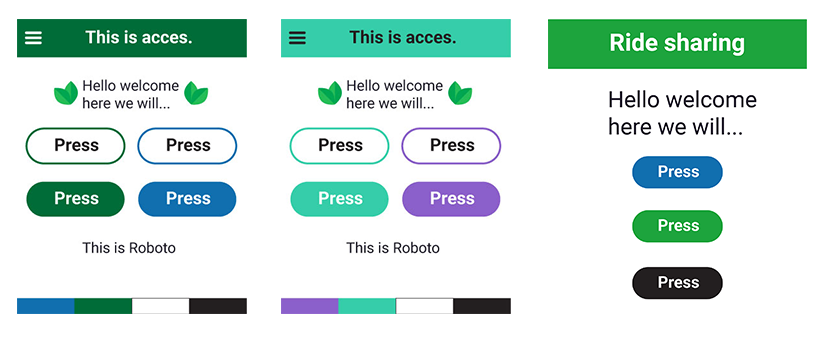 This is acces.
Hello welcome
here we will...
Press
Press
Press
Press
This is Roboto
This is acces.
Hello welcome
here we will...
Press
Press
Press
Press
This is Roboto
Ride sharing
Hello welcome
here we will...
Press
Press
Press